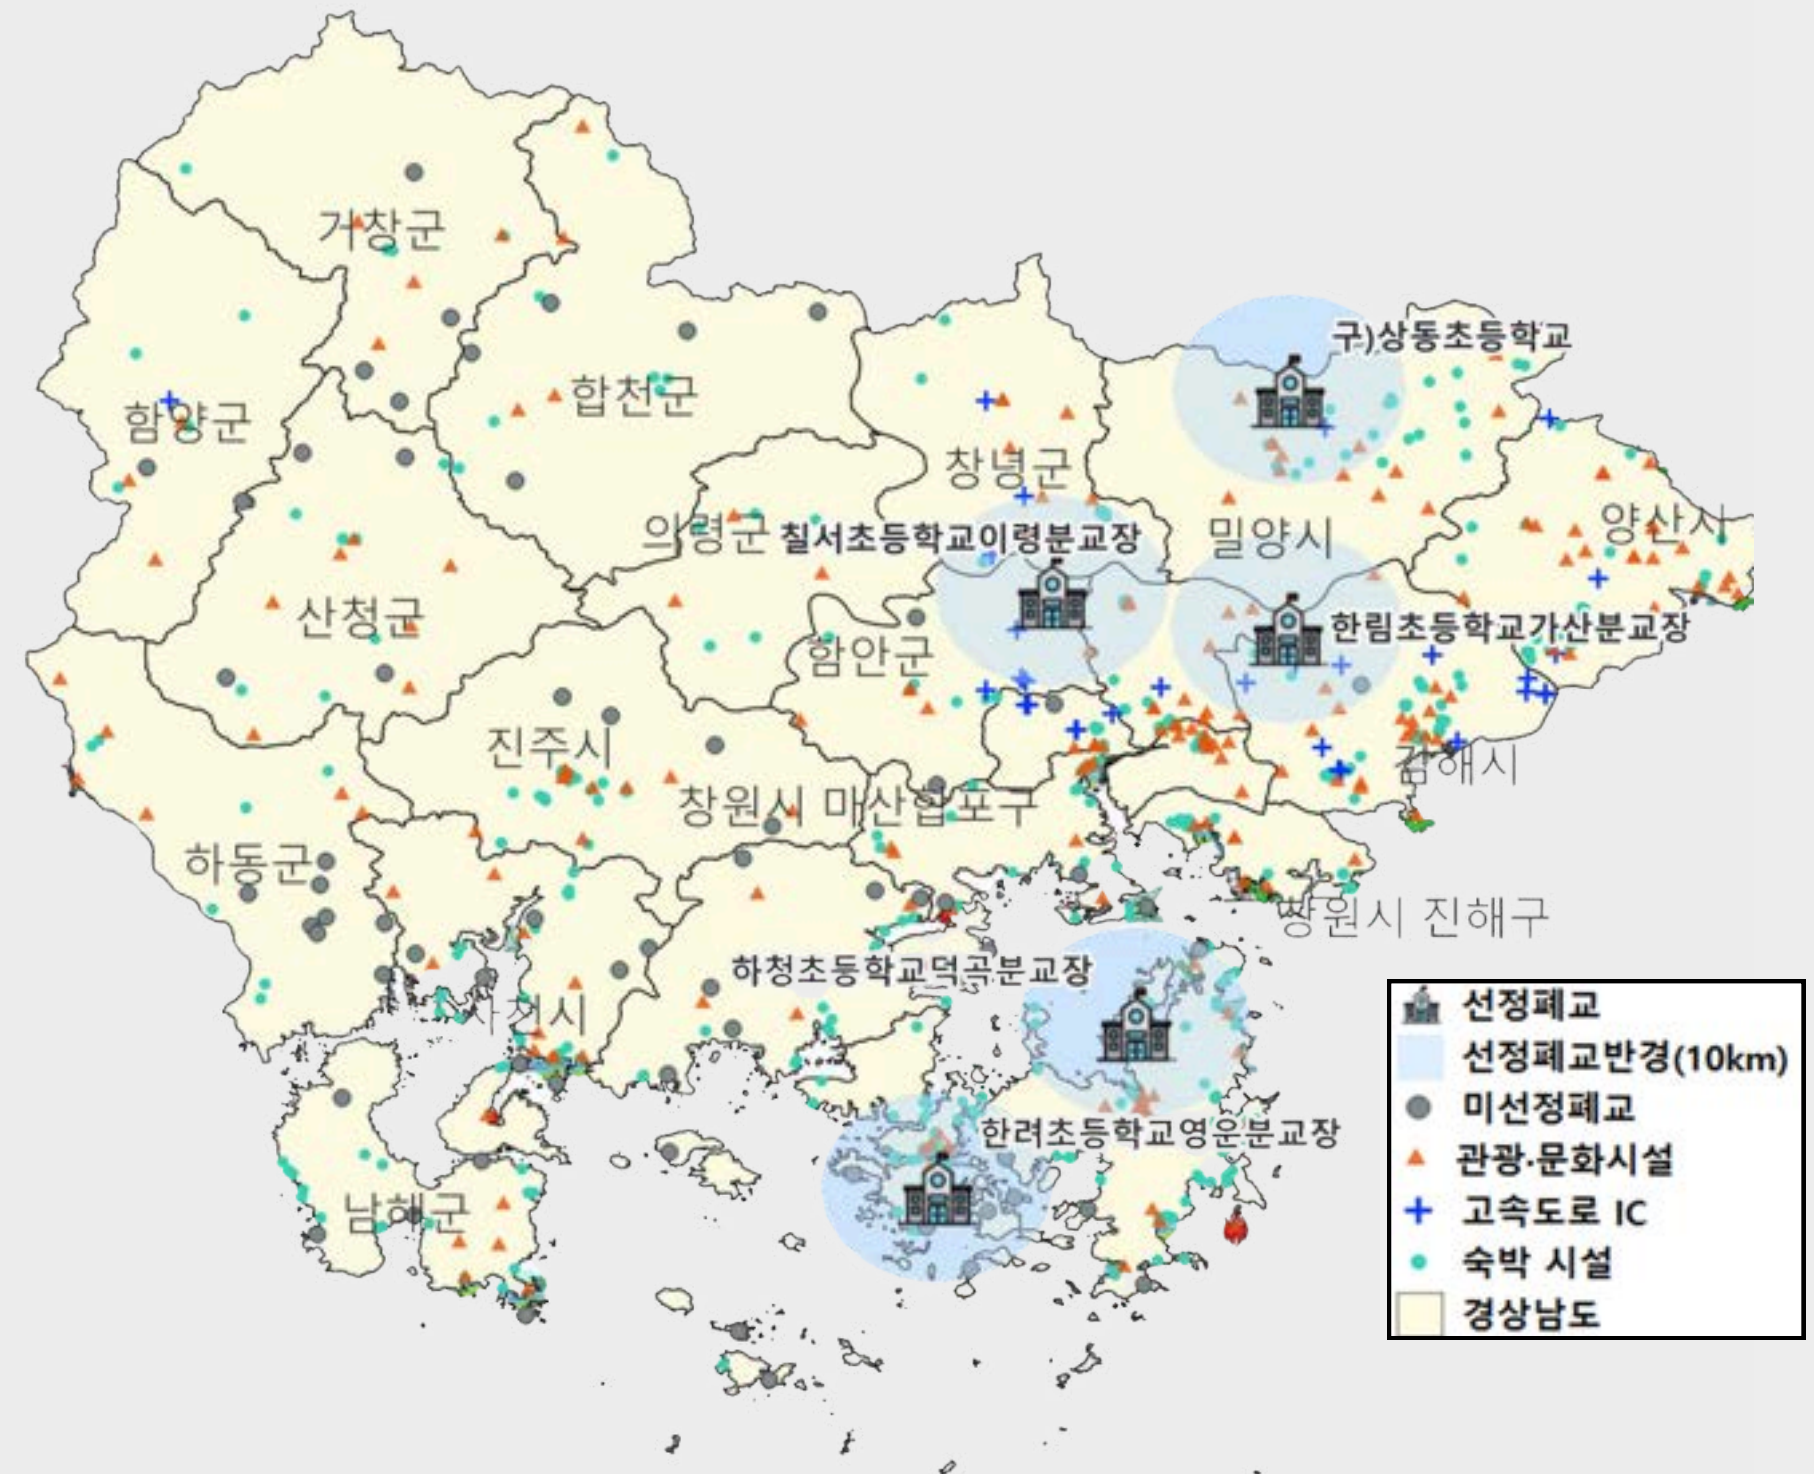 거창군
구)상동초등학교
합천군
함양군
창녕군
의령군
칠서초등학교이령분교장
밀양시
양산시
산청군
한림초등학교가산분교장
함안군
진주시
김해시
창원시 마산합포구
하동군
창원시 진해구
하청초등학교덕곡분교장
사천시
한려초등학교영운분교장
남해군
선정폐교
선정폐교반경(10km)
미선정폐교
관광·문화시설
고속도로 IC
숙박 시설
경상남도